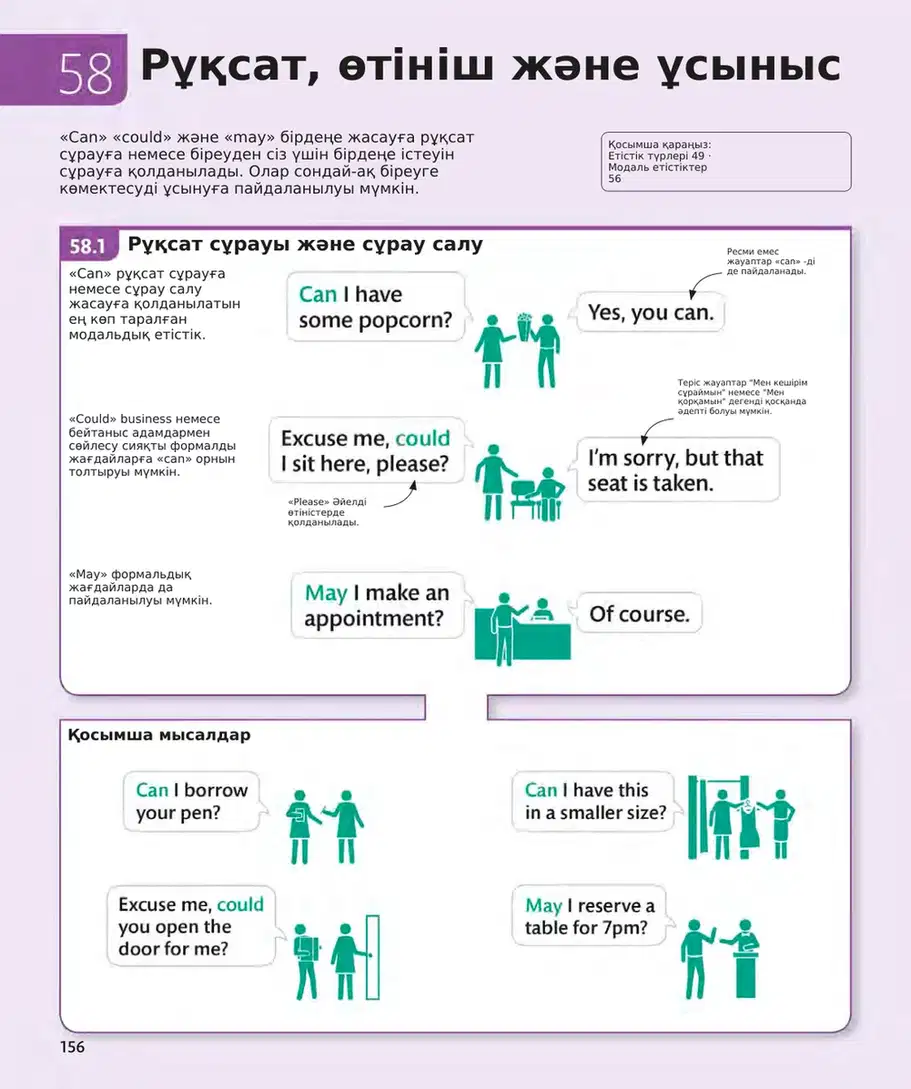 58
Рұқсат, өтініш және ұсыныс
«Can» «could» және «may» бірдеңе жасауға рұқсат
сұрауға немесе біреуден сіз үшін бірдеңе істеуін
сұрауға қолданылады. Олар сондай-ақ біреуге
көмектесуді ұсынуға пайдаланылуы мүмкін.
Қосымша қараңыз:
Етістік түрлері 49 ·
Модаль етістіктер
56
58.1 Рұқсат сұрауы және сұрау салу
«Can» рұқсат сұрауға
немесе сұрау салу
жасауға қолданылатын
ең көп таралған
модальдық етістік.
Can I have
some popcorn?
Yes, you can.
Ресми емес
жауаптар «can» -ді
де пайдаланады.
«Could» business немесе
бейтаныс адамдармен
сөйлесу сияқты формалды
жағдайларға «can» орнын
толтыруы мүмкін.
Excuse me, could
I sit here, please?
«Please» Әйелді
өтіністерде
қолданылады.
Теріс жауаптар "Мен кешірім
сұраймын" немесе "Мен
қорқамын" дегенді қосқанда
әдепті болуы мүмкін.
I'm sorry, but that
seat is taken.
«May» формальдық
жағдайларда да
пайдаланылуы мүмкін.
May I make an
appointment?
Of course.
Қосымша мысалдар
Can I borrow
your pen?
Can I have this
in a smaller size?
Excuse me, could
you open the
door for me?
May I reserve a
table for 7pm?
156